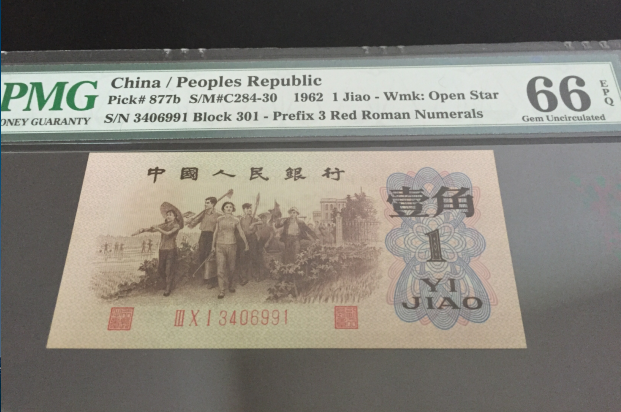 PMG
MONEY GUARANTY
China / Peoples Republic
Pick# 877b S/M#C284-30 1962 1 Jiao - Wmk: Open Star
S/N 3406991 Block 301 - Prefix 3 Red Roman Numerals
66
EPQ
Gem Uncirculated
中國人民銀行
壹角
1
YI
JIAO
III X I 3406991